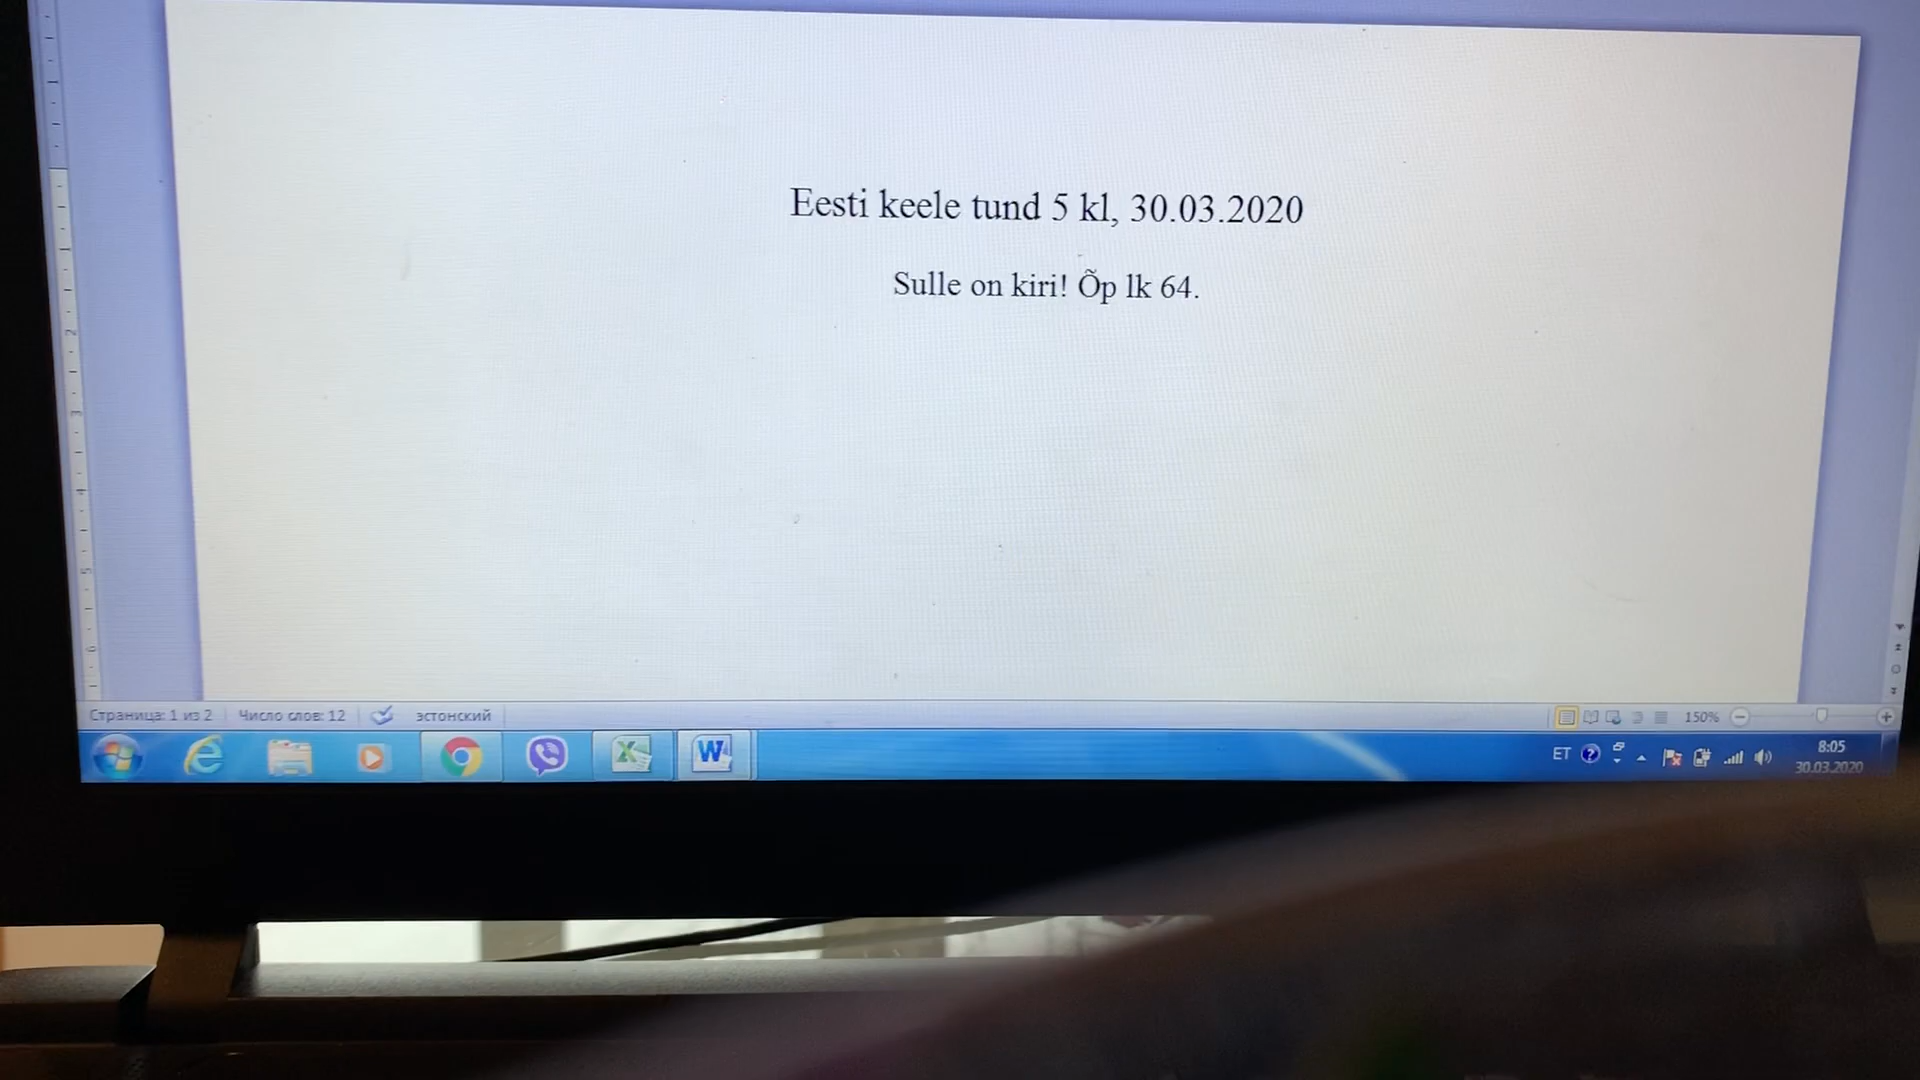 Eesti keele tund 5 kl, 30.03.2020
Sulle on kiri! Õp lk 64.
Страница: 1 из 2 Число слов: 12 эстонский 150%
ET 8:05
30.03.2020